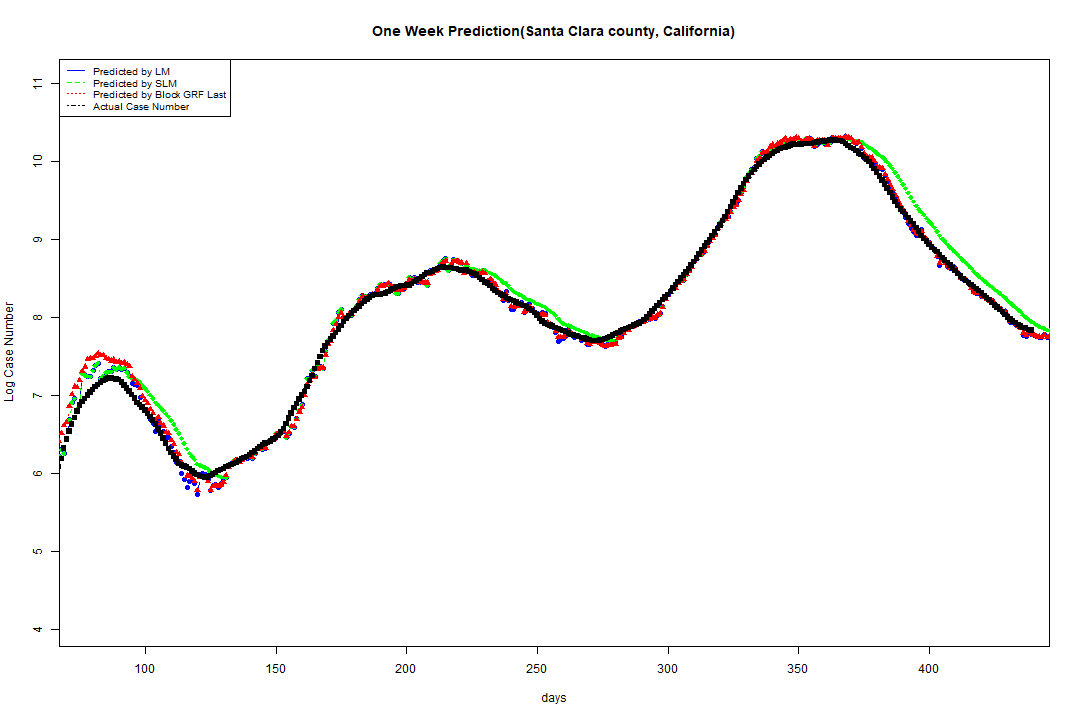 One Week Prediction(Santa Clara county, California)
Predicted by LM
Predicted by SLM
Predicted by Block GRF Last
Actual Case Number
11
10
9
8
7
6
5
4
Log Case Number
100 150 200 250 300 350 400
days